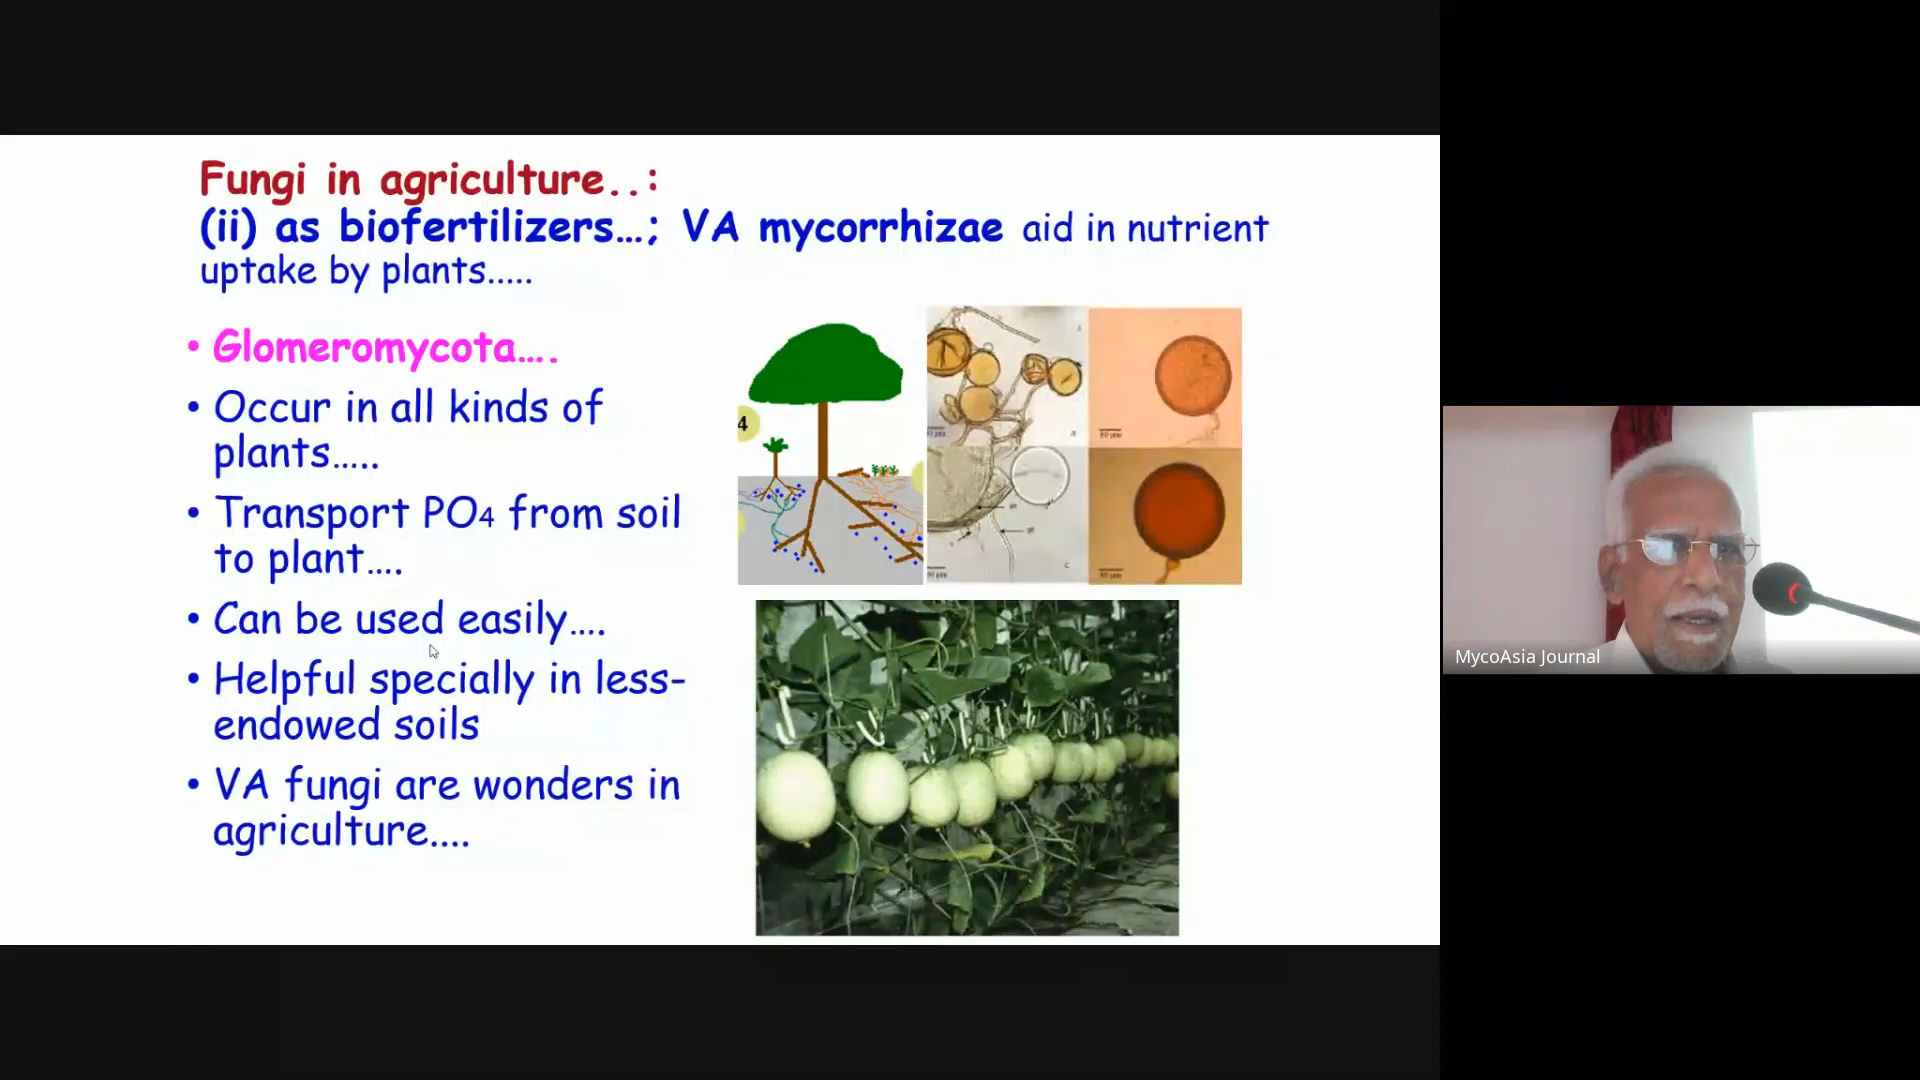 Fungi in agriculture..:
(ii) as biofertilizers...; VA mycorrhizae aid in nutrient
uptake by plants.....
• Glomeromycota....
• Occur in all kinds of
plants.....
• Transport PO4 from soil
to plant....
• Can be used easily....
• Helpful specially in less-
endowed soils
• VA fungi are wonders in
agriculture....
4
MycoAsia Journal